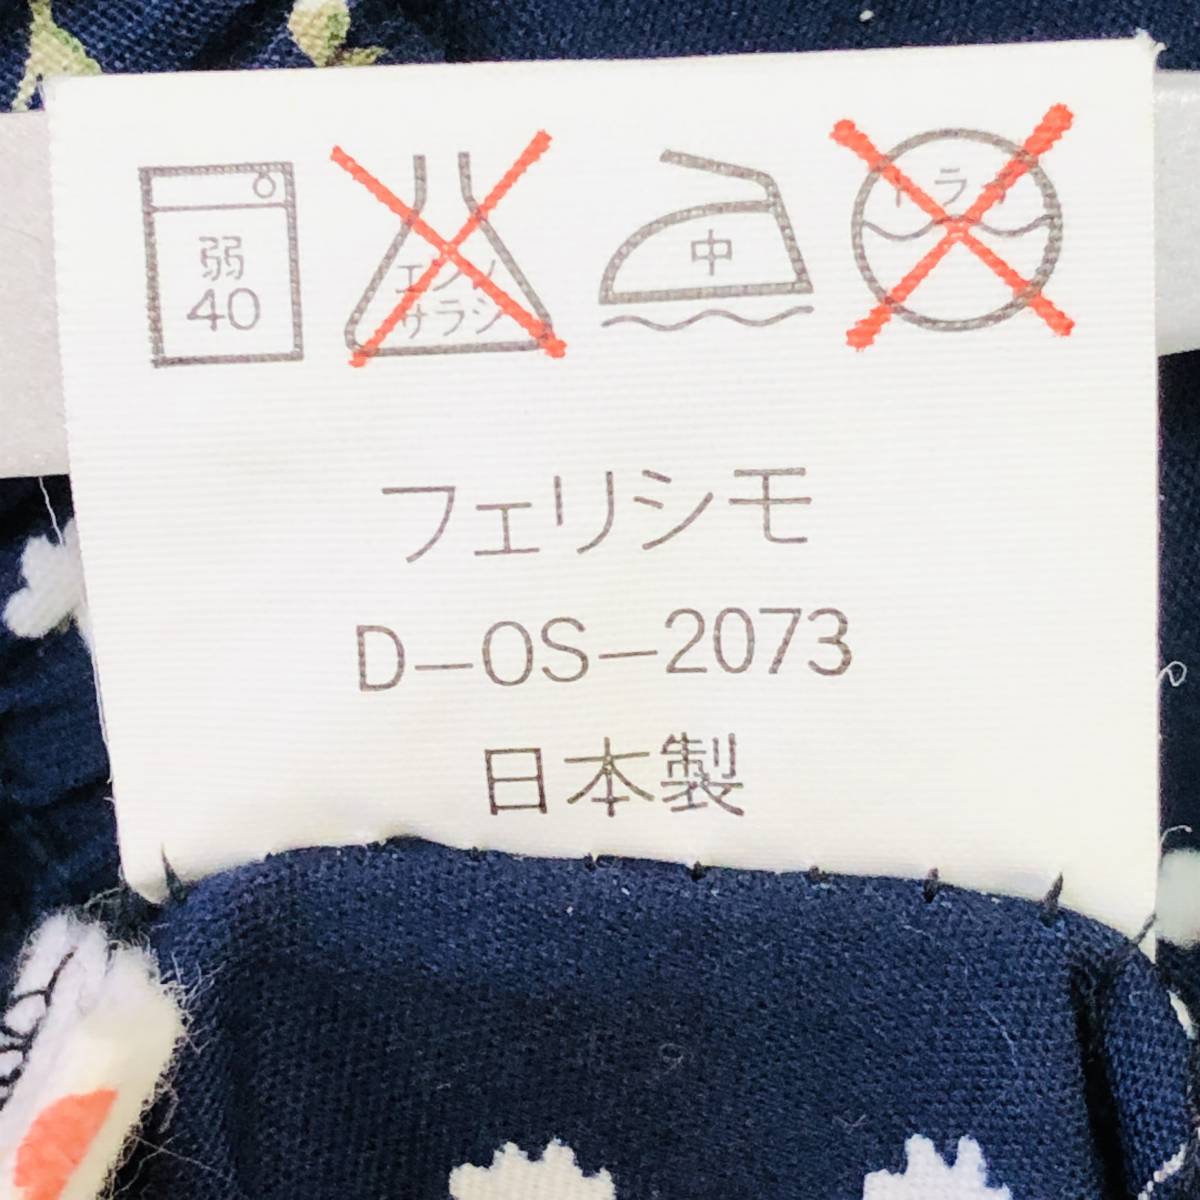 弱 エンソ 中 ドライ
40 サラシ
フェリシモ
D-OS-2073
日本製